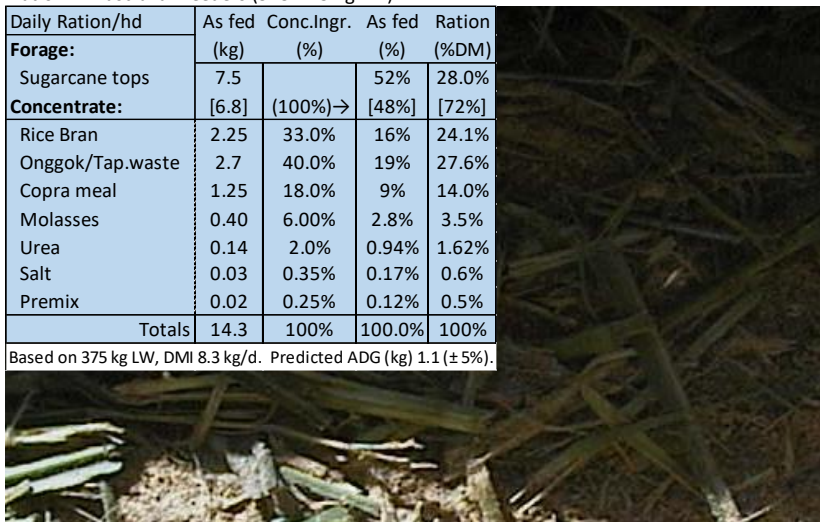 Daily Ration/hd As fed Conc.Ingr. As fed Ration
Forage: (kg) (%) (%) (%DM)
Sugarcane tops 7.5 52% 28.0%
Concentrate: [6.8] (100%)→ [48%] [72%]
Rice Bran 2.25 33.0% 16% 24.1%
Onggok/Tap.waste 2.7 40.0% 19% 27.6%
Copra meal 1.25 18.0% 9% 14.0%
Molasses 0.40 6.00% 2.8% 3.5%
Urea 0.14 2.0% 0.94% 1.62%
Salt 0.03 0.35% 0.17% 0.6%
Premix 0.02 0.25% 0.12% 0.5%
Totals 14.3 100% 100.0% 100%
Based on 375 kg LW, DMI 8.3 kg/d. Predicted ADG (kg) 1.1 (±5%).